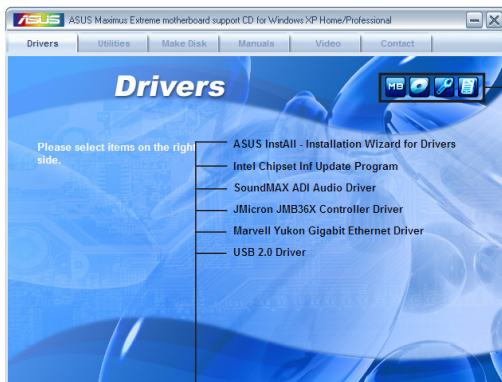 ASUS ASUS Maximus Extreme motherboard support CD for Windows XP Home/Professional
Drivers Utilities Make Disk Manuals Video Contact
Drivers
MB
Please select items on the right side.
ASUS InstAll - Installation Wizard for Drivers
Intel Chipset Inf Update Program
SoundMAX ADI Audio Driver
JMicron JMB36X Controller Driver
Marvell Yukon Gigabit Ethernet Driver
USB 2.0 Driver